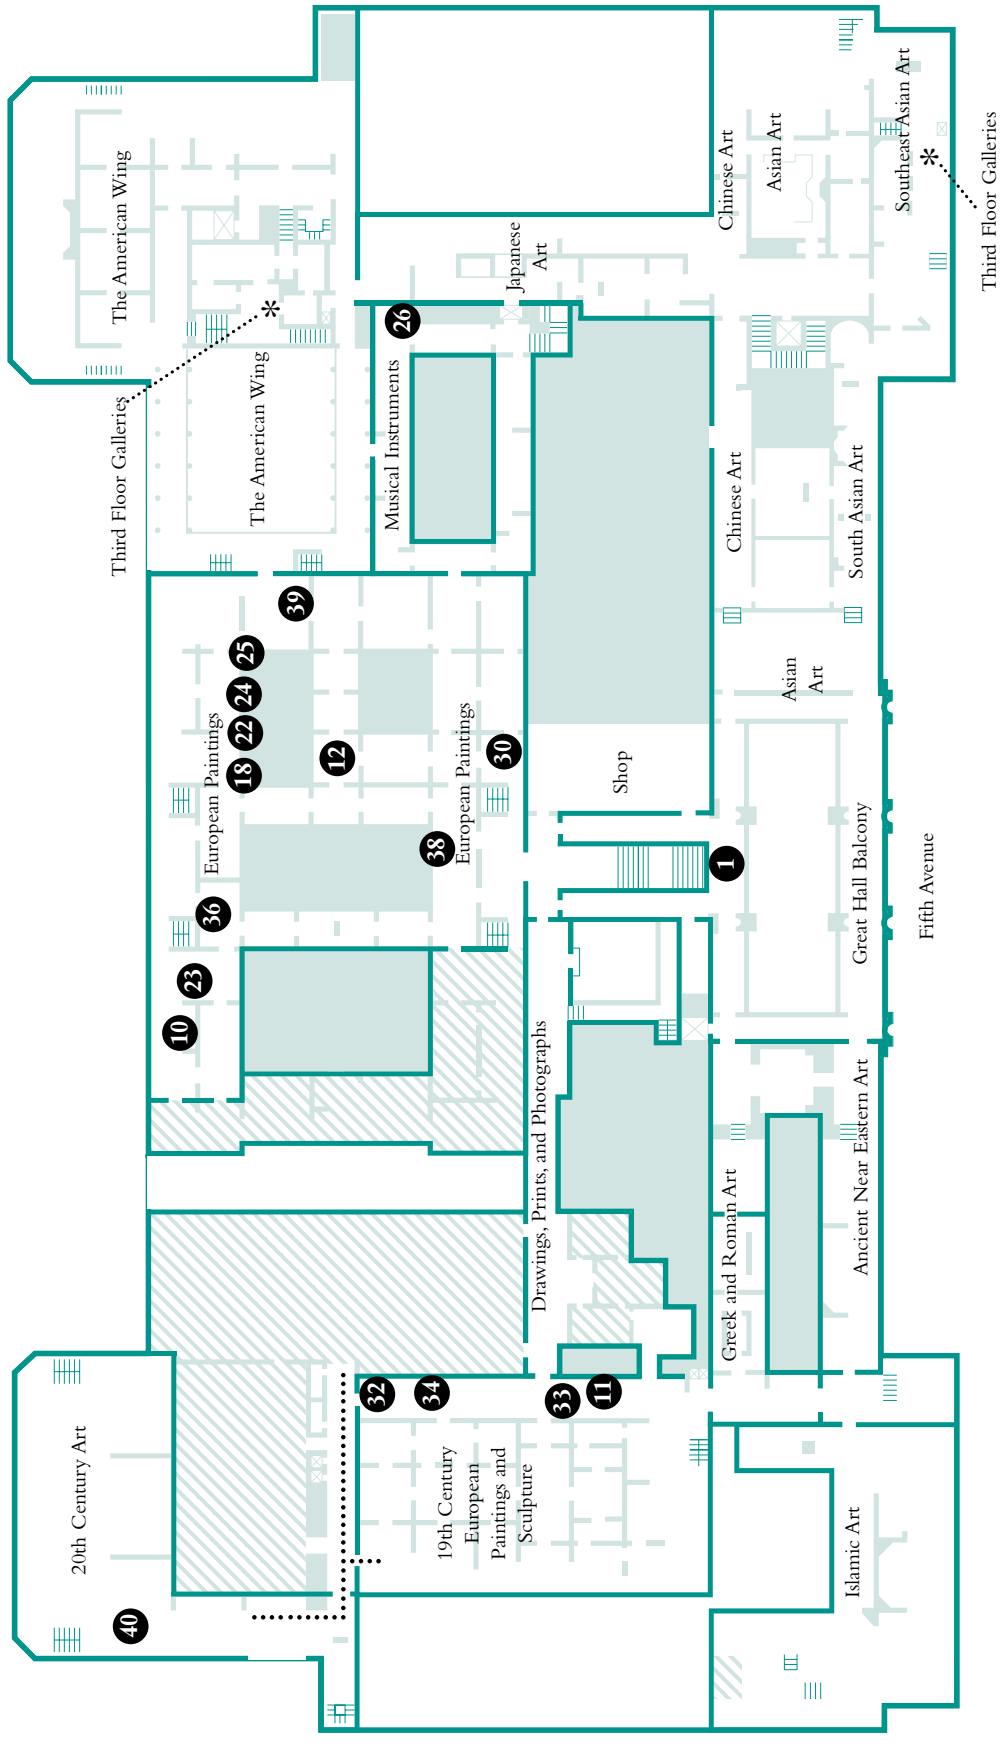 20th Century Art
40
19th Century
European
Paintings and
Sculpture
32
34
33
11
Islamic Art
Drawings, Prints, and Photographs
Greek and Roman Art
Ancient Near Eastern Art
10
23
36
European Paintings
18
22
24
25
39
12
38
European Paintings
30
Shop
1
Great Hall Balcony
Fifth Avenue
Asian
Art
Third Floor Galleries
The American Wing
The American Wing
Musical Instruments
26
Japanese
Art
Chinese Art
South Asian Art
Chinese Art
Asian Art
Southeast Asian Art
Third Floor Galleries